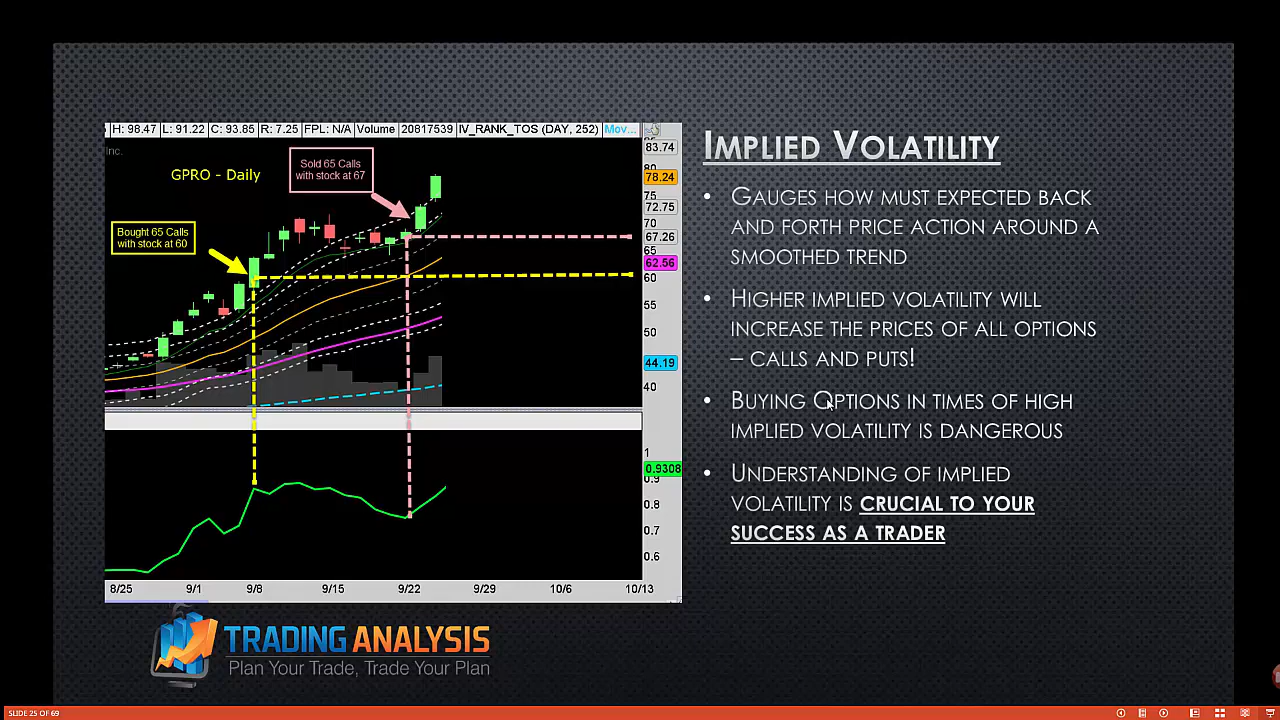 H: 98.47 L: 91.22 C: 93.85 R: 7.25 FPL: N/A Volume 20817539 IV_RANK_TOS (DAY, 252) Mov...
Inc.
GPRO - Daily
Sold 65 Calls
with stock at 67
Bought 65 Calls
with stock at 60
83.74
80
78.24
75
72.75
70
67.26
65
62.56
60
55
50
44.19
40
1
0.9308
0.9
0.8
0.7
0.6
8/25 9/1 9/8 9/15 9/22 9/29 10/6 10/13
IMPLIED VOLATILITY
• GAUGES HOW MUST EXPECTED BACK
AND FORTH PRICE ACTION AROUND A
SMOOTHED TREND
• HIGHER IMPLIED VOLATILITY WILL
INCREASE THE PRICES OF ALL OPTIONS
– CALLS AND PUTS!
• BUYING OPTIONS IN TIMES OF HIGH
IMPLIED VOLATILITY IS DANGEROUS
• UNDERSTANDING OF IMPLIED
VOLATILITY IS CRUCIAL TO YOUR
SUCCESS AS A TRADER
TRADING ANALYSIS
Plan Your Trade, Trade Your Plan
SLIDE 25 OF 69